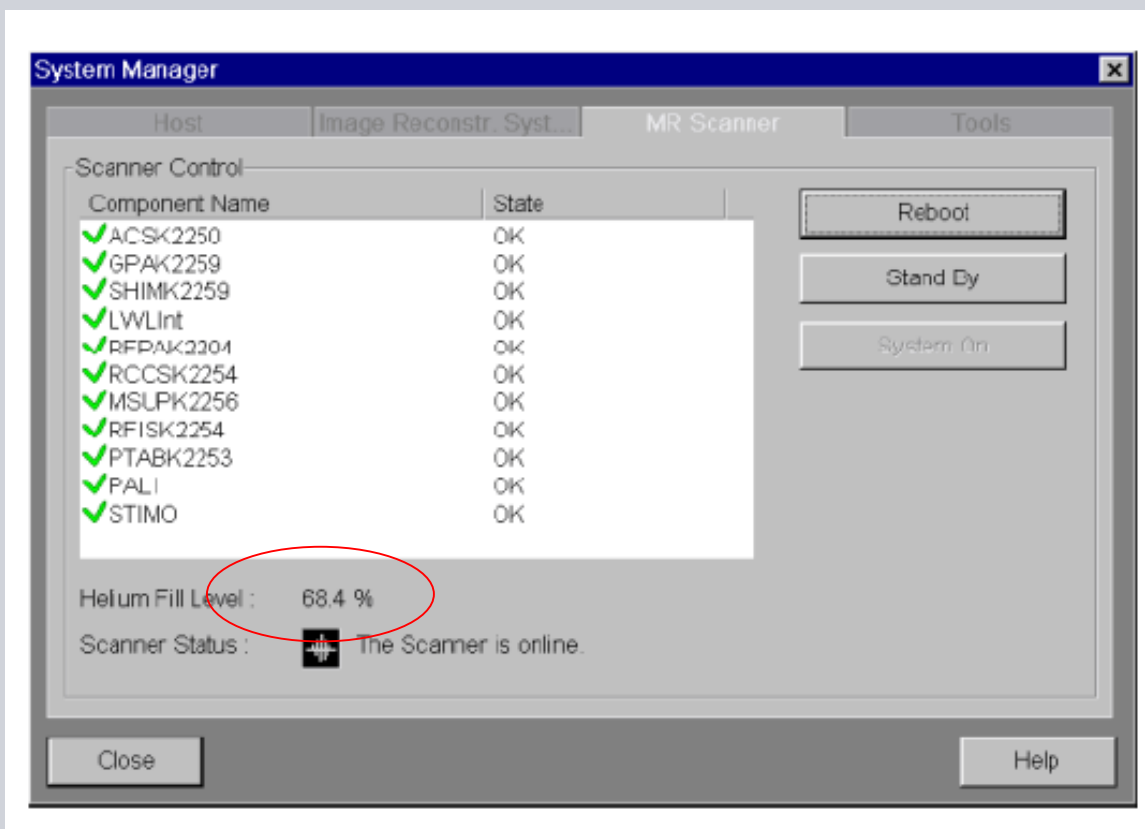 System Manager
Host Image Reconstr. Syst... MR Scanner Tools
Scanner Control
Component Name State
ACSK2250 OK
GPAK2259 OK
SHIMK2259 OK
LWLInt OK
OK
RCCSK2254 OK
MSUPK2256 OK
RFISK2254 OK
PTABK2253 OK
PALI OK
STIMO OK
Reboot
Stand By
System On
Helium Fill Level : 68.4 %
Scanner Status : The Scanner is online.
Close Help